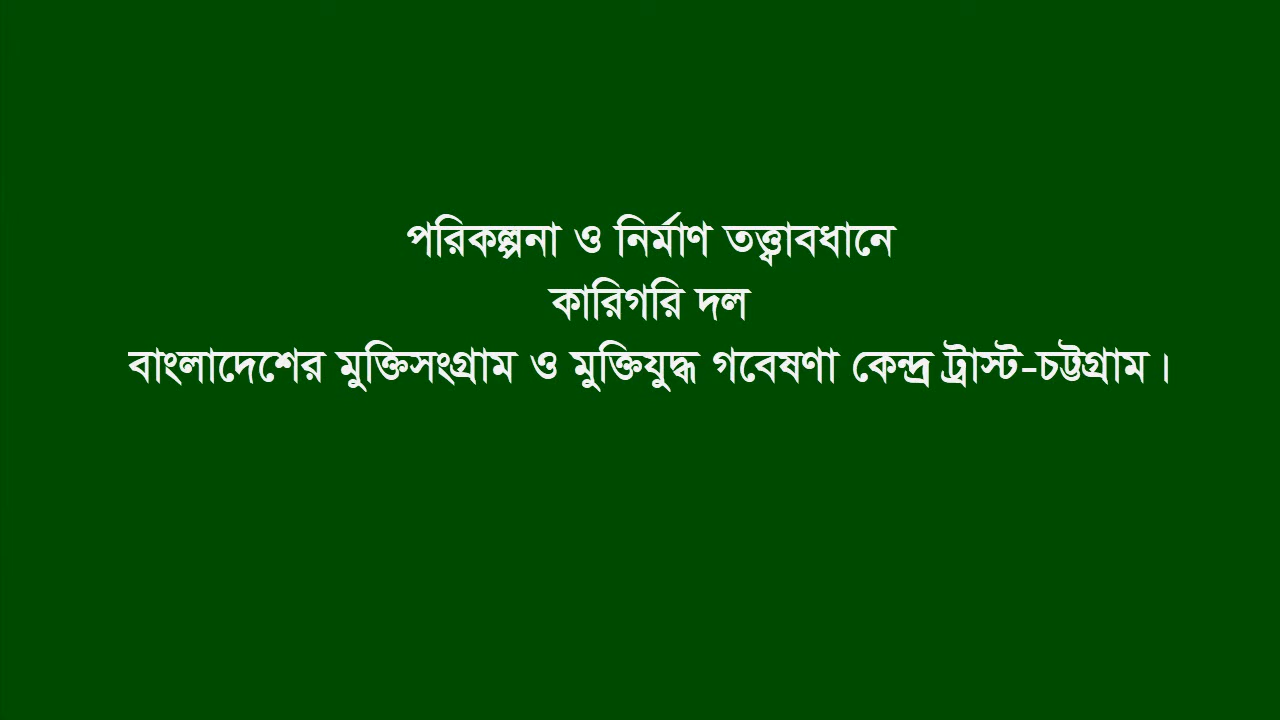 পরিকল্পনা ও নির্মাণ তত্ত্বাবধানে
কারিগরি দল
বাংলাদেশের মুক্তিসংগ্রাম ও মুক্তিযুদ্ধ গবেষণা কেন্দ্র ট্রাস্ট-চট্টগ্রাম।